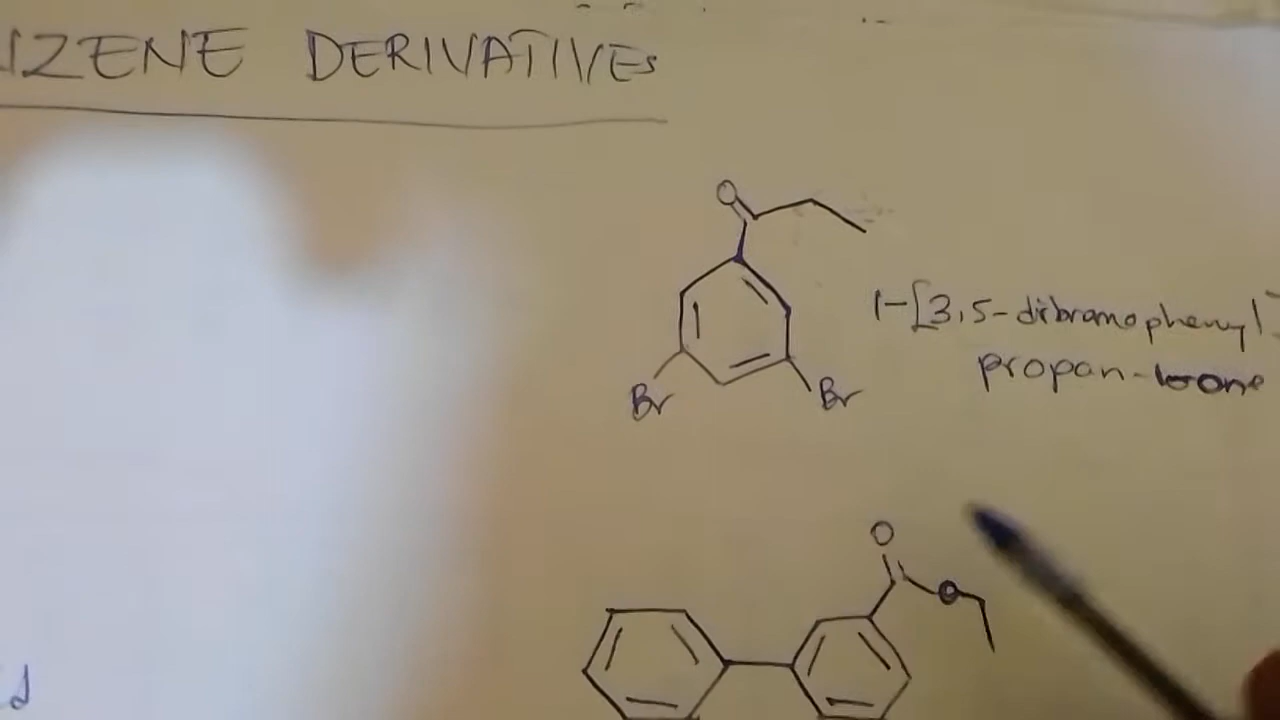 IZENE DERIVATIVES
O
1-[3,5-dibromophenyl]
propan-1-one
Br
Br
O
O
d